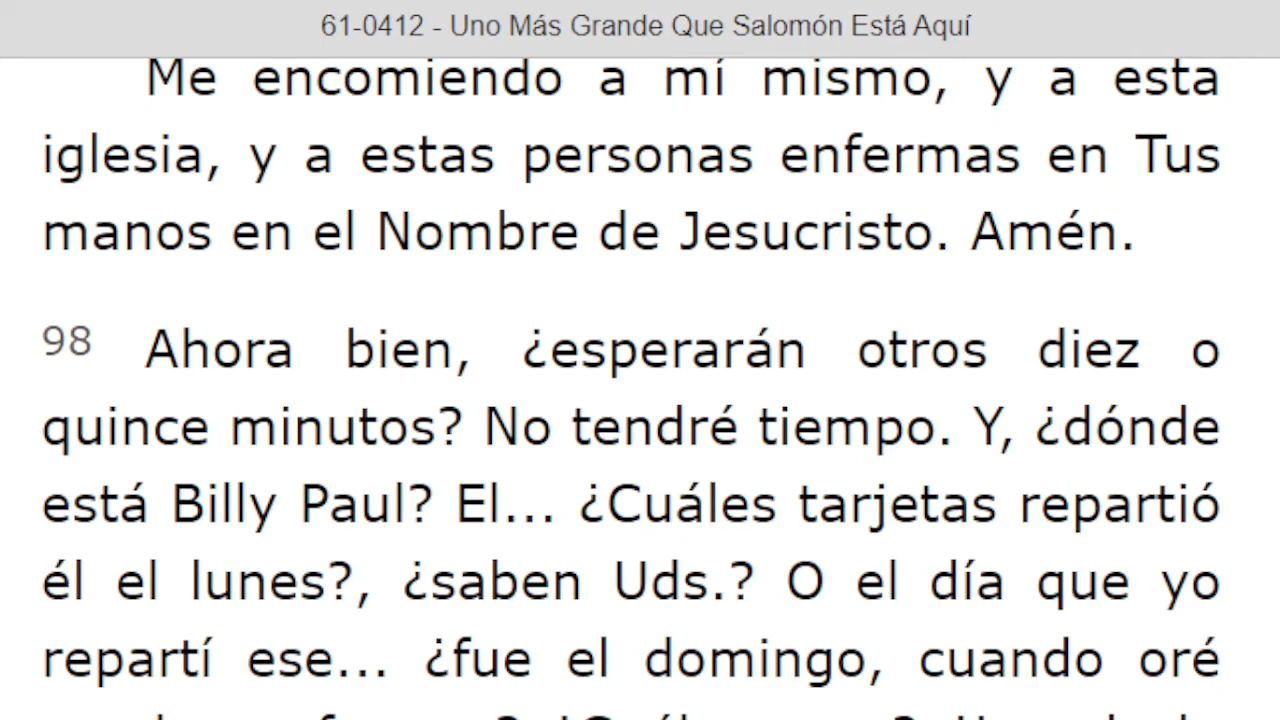 61-0412 - Uno Más Grande Que Salomón Está Aquí
Me encomiendo a mí mismo, y a esta
iglesia, y a estas personas enfermas en Tus
manos en el Nombre de Jesucristo. Amén.
98 Ahora bien, ¿esperarán otros diez o
quince minutos? No tendré tiempo. Y, ¿dónde
está Billy Paul? El... ¿Cuáles tarjetas repartió
él el lunes?, ¿saben Uds.? O el día que yo
repartí ese... ¿fue el domingo, cuando oré